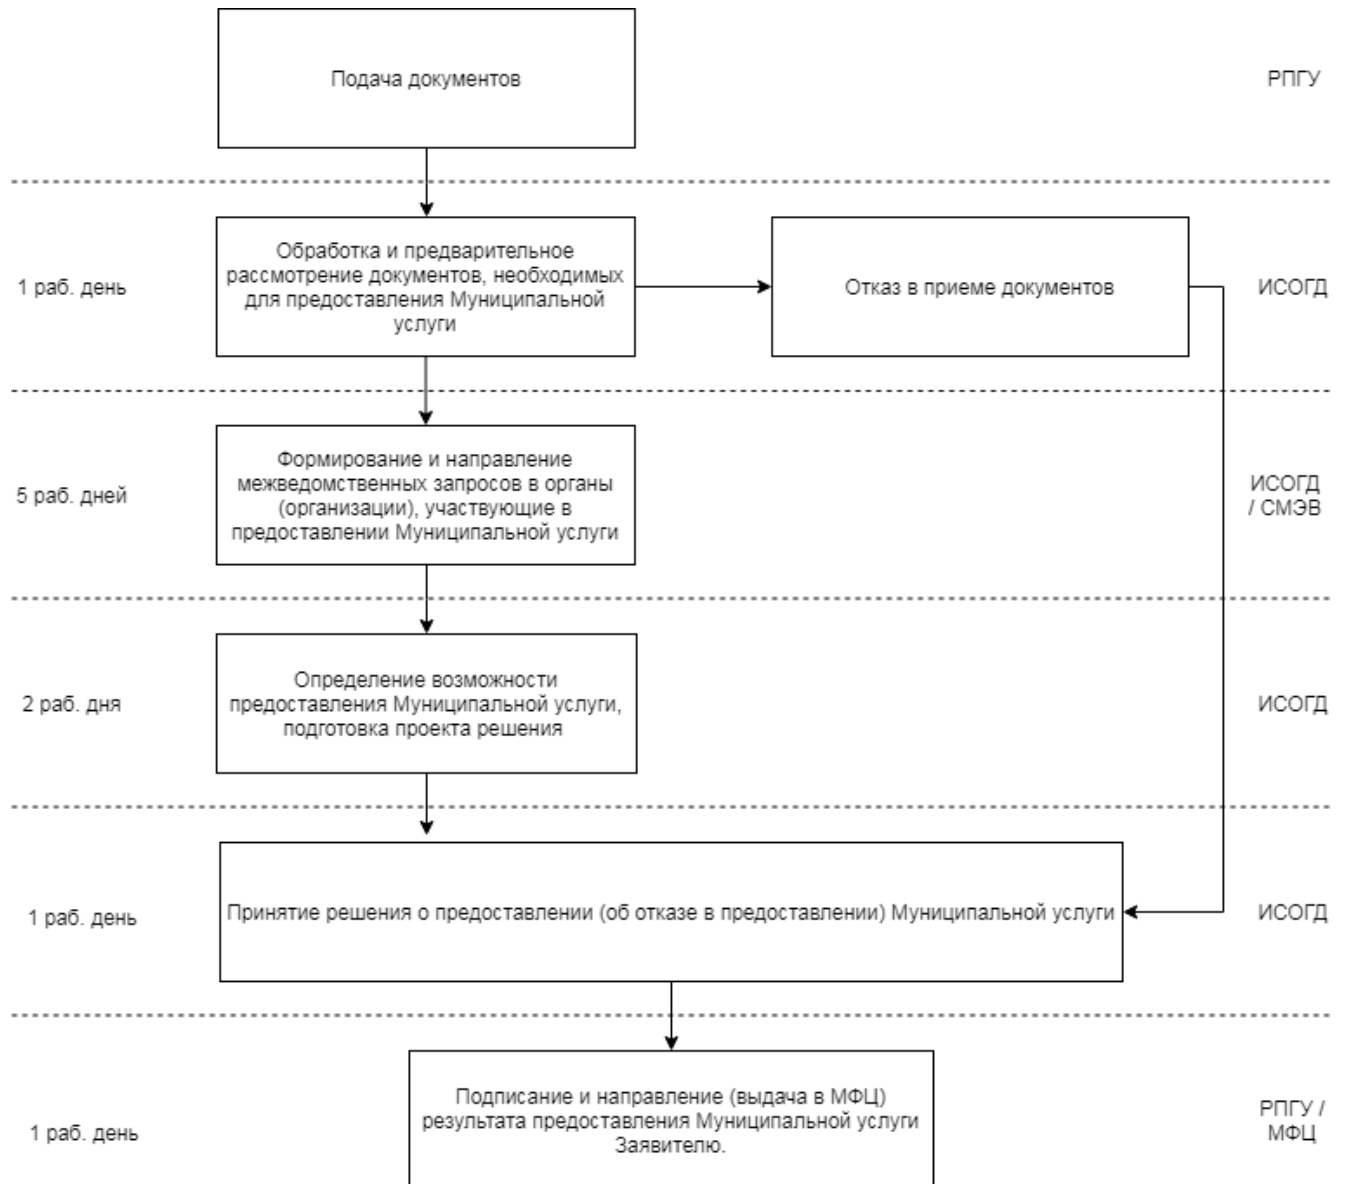 Подача документов
РПГУ
1 раб. день
Обработка и предварительное
рассмотрение документов, необходимых
для предоставления Муниципальной
услуги
Отказ в приеме документов
ИСОГД
5 раб. дней
Формирование и направление
межведомственных запросов в органы
(организации), участвующие в
предоставлении Муниципальной услуги
ИСОГД
/ СМЭВ
2 раб. дня
Определение возможности
предоставления Муниципальной услуги,
подготовка проекта решения
ИСОГД
1 раб. день
Принятие решения о предоставлении (об отказе в предоставлении) Муниципальной услуги
ИСОГД
1 раб. день
Подписание и направление (выдача в МФЦ)
результата предоставления Муниципальной услуги
Заявителю.
РПГУ /
МФЦ